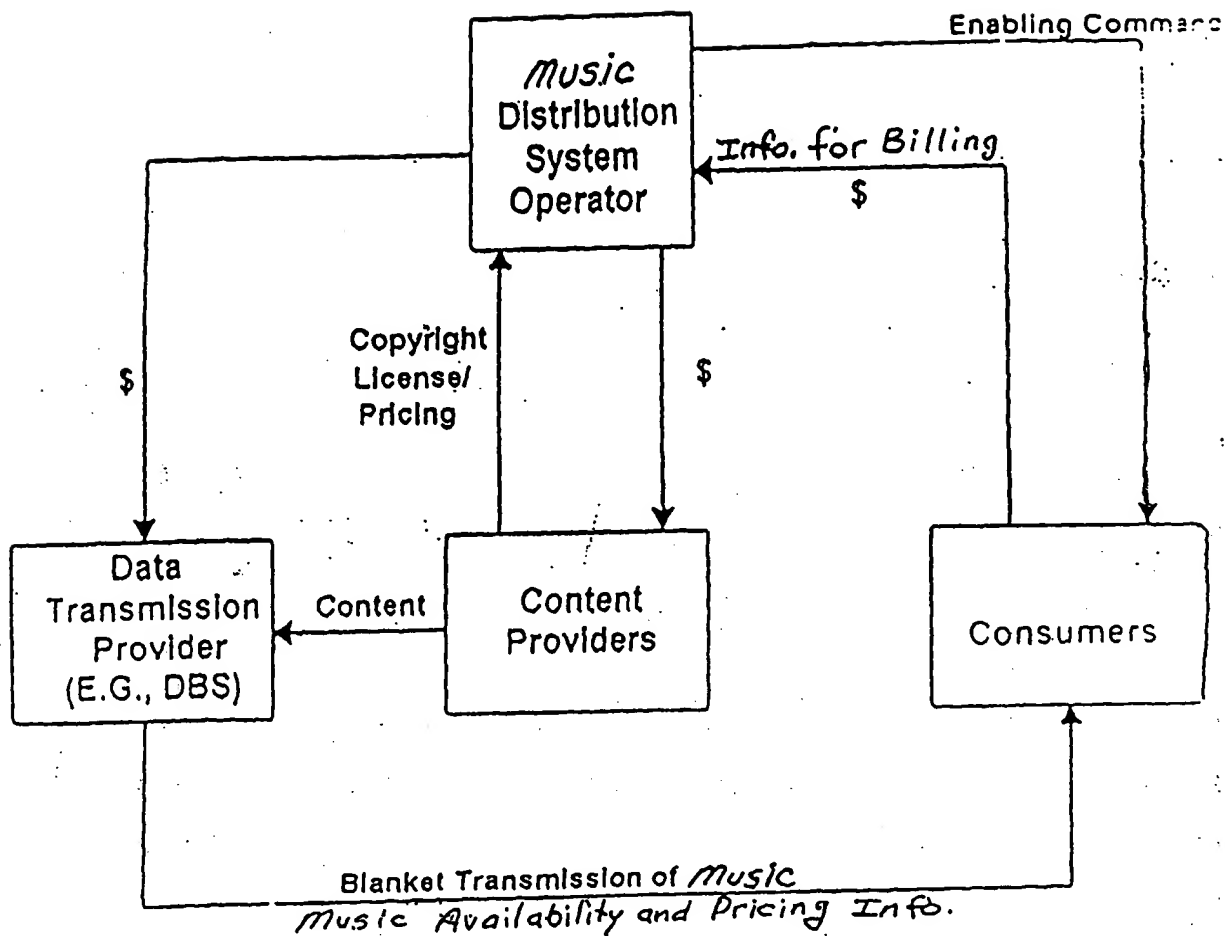 Enabling Command
Music
Distribution
System
Operator
Info. for Billing
$
Copyright
License/
Pricing
$
$
Data
Transmission
Provider
(E.G., DBS)
Content
Content
Providers
Consumers
Blanket Transmission of Music
Music Availability and Pricing Info.